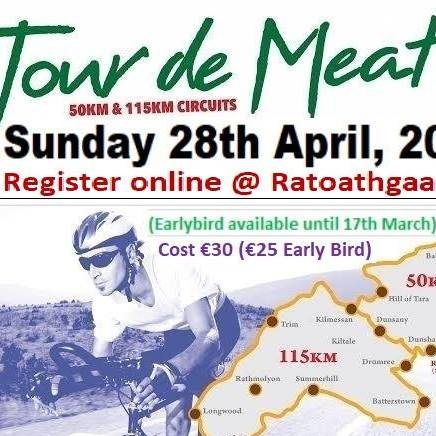 Tour de Meat
50KM & 115KM CIRCUITS
Sunday 28th April, 20
Register online @ Ratoathgaa
(Earlybird available until 17th March)
Cost €30 (€25 Early Bird)
Ba
50K
Hill of Tara
Kilmessan
Dunsany
Trim
Kiltale
Dunsha
115KM
Drumree
R
Rathmolyon
Summerhill
Batterstown
Longwood